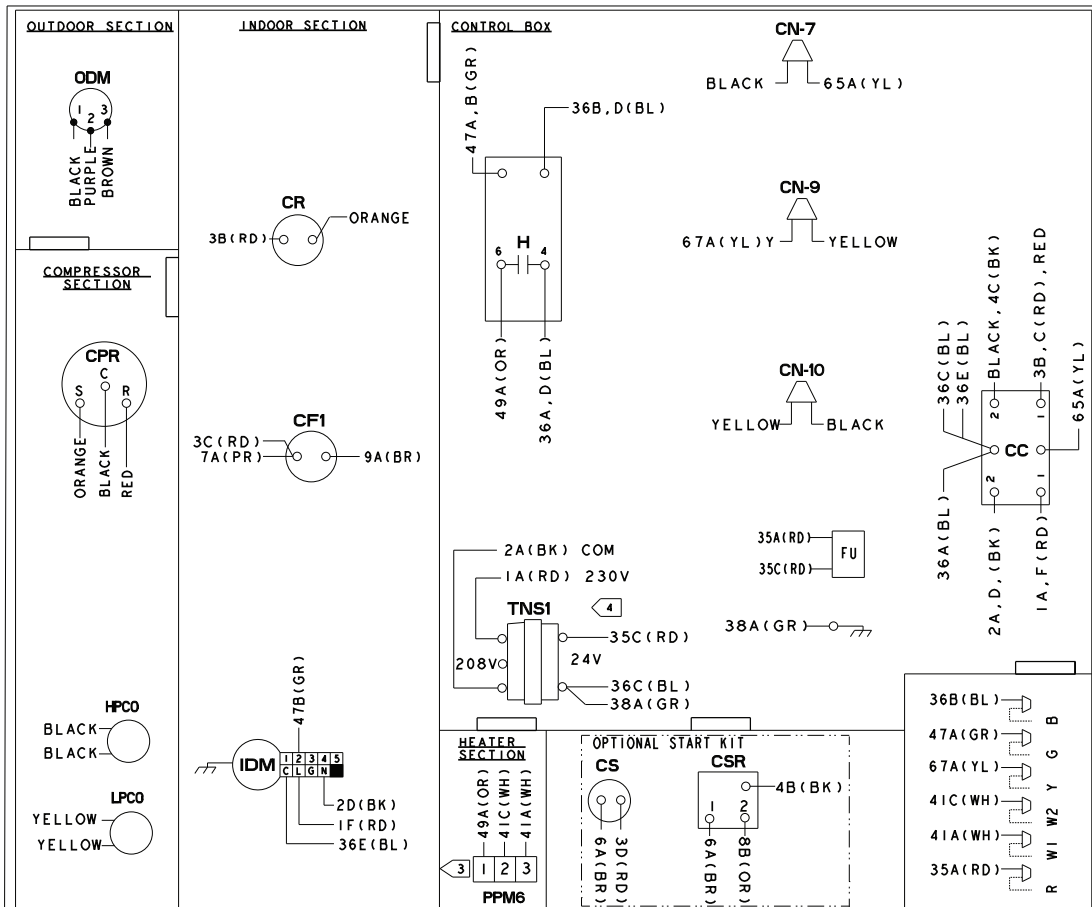 OUTDOOR SECTION
ODM
1 2 3
BLACK
PURPLE
BROWN
COMPRESSOR
SECTION
CPR
C
S R
ORANGE
BLACK
RED
HPCO
BLACK
BLACK
LPCO
YELLOW
YELLOW
INDOOR SECTION
CR
3B(RD)
ORANGE
CF1
3C(RD)
7A(PR)
9A(BR)
47B(GR)
IDM
1 2 3 4 5
C L G N
2D(BK)
1F(RD)
36E(BL)
CONTROL BOX
47A,B(GR)
36B,D(BL)
H
6 4
49A(OR)
36A,D(BL)
CN-7
BLACK 65A(YL)
CN-9
67A(YL)Y YELLOW
CN-10
YELLOW BLACK
36C(BL)
36E(BL)
BLACK,4C(BK)
3B,C(RD),RED
65A(YL)
2 1
CC
2 1
36A(BL)
2A,D,(BK)
1A,F(RD)
35A(RD)
35C(RD)
FU
38A(GR)
2A(BK) COM
1A(RD) 230V
TNS1
4
35C(RD)
208V 24V
36C(BL)
38A(GR)
HEATER
SECTION
49A(OR)
41C(WH)
41A(WH)
3
1 2 3
PPM6
OPTIONAL START KIT
CS
6A(BR)
3D(RD)
CSR
4B(BK)
1 2
6A(BR)
8B(OR)
36B(BL) B
47A(GR) G
67A(YL) Y
41C(WH) W2
41A(WH) W1
35A(RD) R